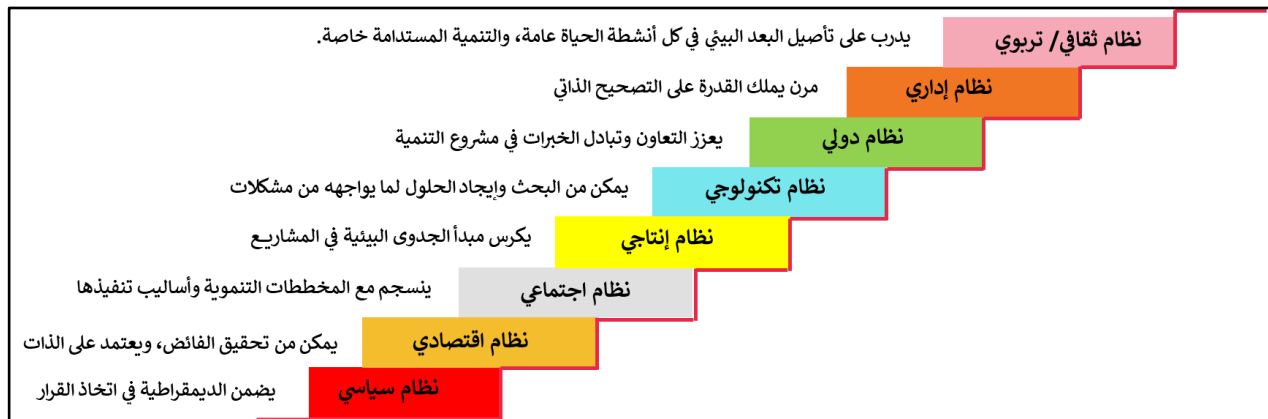 نظام ثقافي/ تربوي يدرب على تأصيل البعد البيئي في كل أنشطة الحياة عامة، والتنمية المستدامة خاصة.
نظام إداري مرن يملك القدرة على التصحيح الذاتي
نظام دولي يعزز التعاون وتبادل الخبرات في مشروع التنمية
نظام تكنولوجي يمكن من البحث وإيجاد الحلول لما يواجهه من مشكلات
نظام إنتاجي يكرس مبدأ الجدوى البيئية في المشاريع
نظام اجتماعي ينسجم مع المخططات التنموية وأساليب تنفيذها
نظام اقتصادي يمكن من تحقيق الفائض، ويعتمد على الذات
نظام سياسي يضمن الديمقراطية في اتخاذ القرار